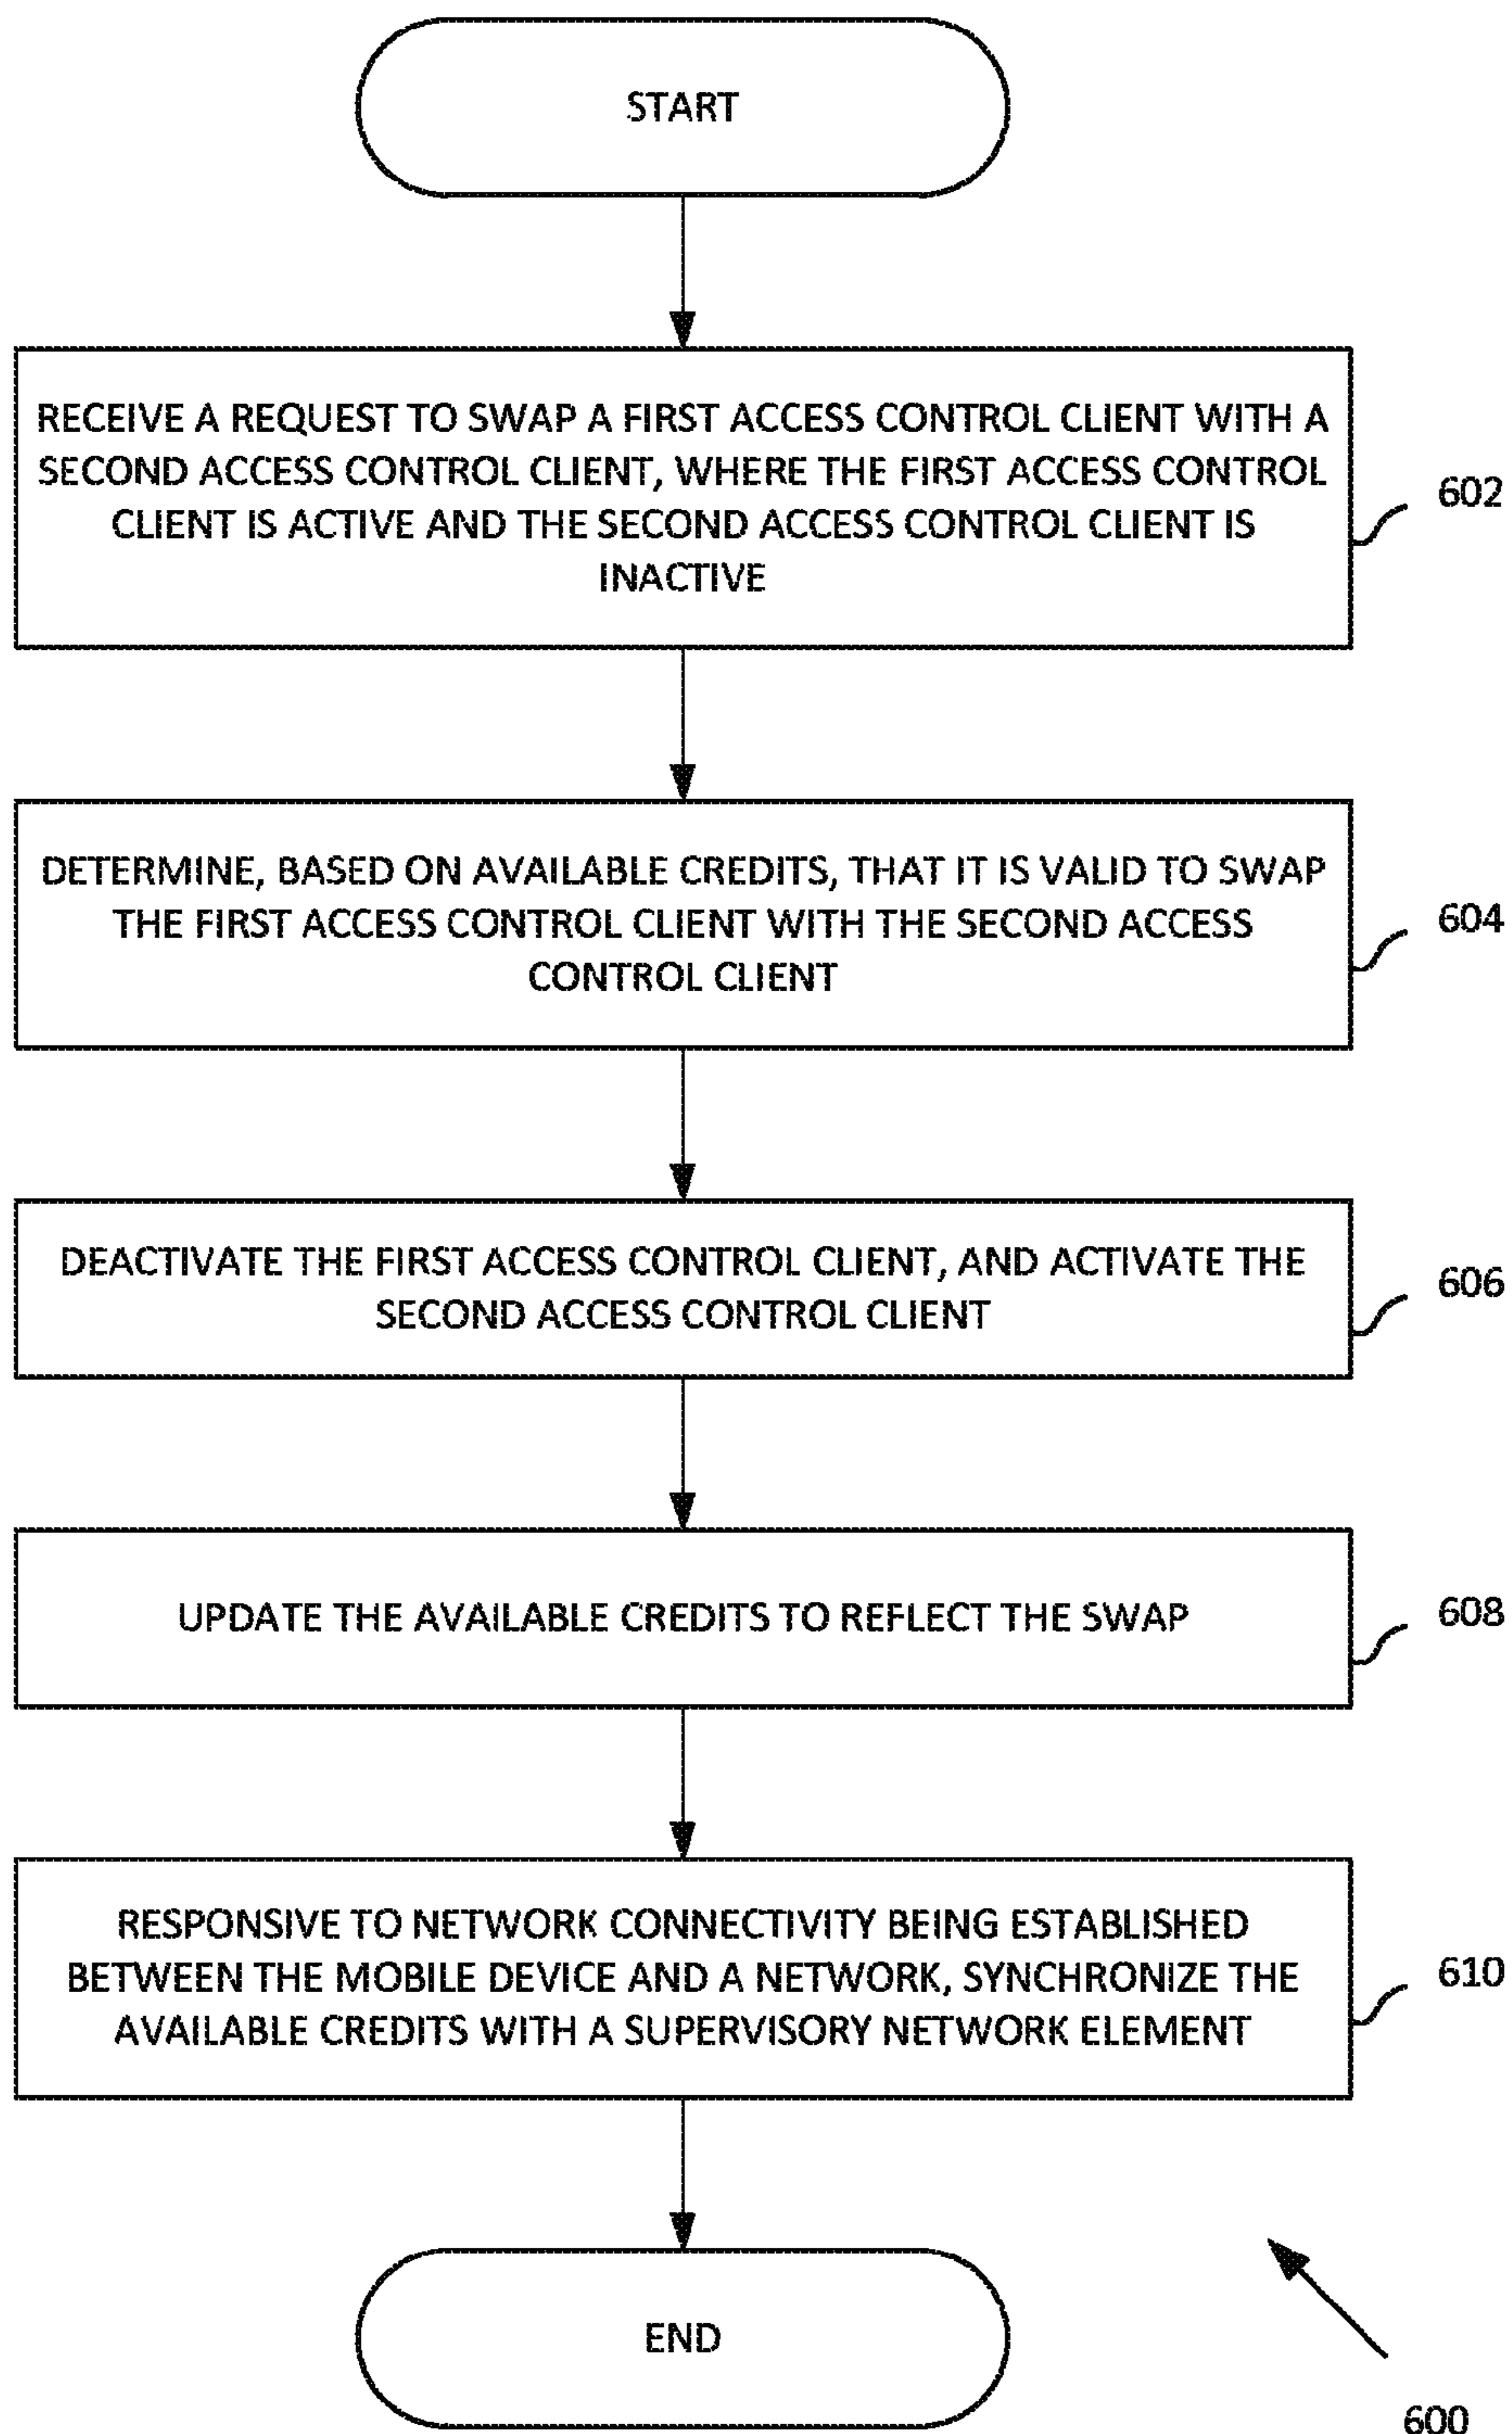 START
RECEIVE A REQUEST TO SWAP A FIRST ACCESS CONTROL CLIENT WITH A
SECOND ACCESS CONTROL CLIENT, WHERE THE FIRST ACCESS CONTROL
CLIENT IS ACTIVE AND THE SECOND ACCESS CONTROL CLIENT IS
INACTIVE
602
DETERMINE, BASED ON AVAILABLE CREDITS, THAT IT IS VALID TO SWAP
THE FIRST ACCESS CONTROL CLIENT WITH THE SECOND ACCESS
CONTROL CLIENT
604
DEACTIVATE THE FIRST ACCESS CONTROL CLIENT, AND ACTIVATE THE
SECOND ACCESS CONTROL CLIENT
606
UPDATE THE AVAILABLE CREDITS TO REFLECT THE SWAP
608
RESPONSIVE TO NETWORK CONNECTIVITY BEING ESTABLISHED
BETWEEN THE MOBILE DEVICE AND A NETWORK, SYNCHRONIZE THE
AVAILABLE CREDITS WITH A SUPERVISORY NETWORK ELEMENT
610
END
600